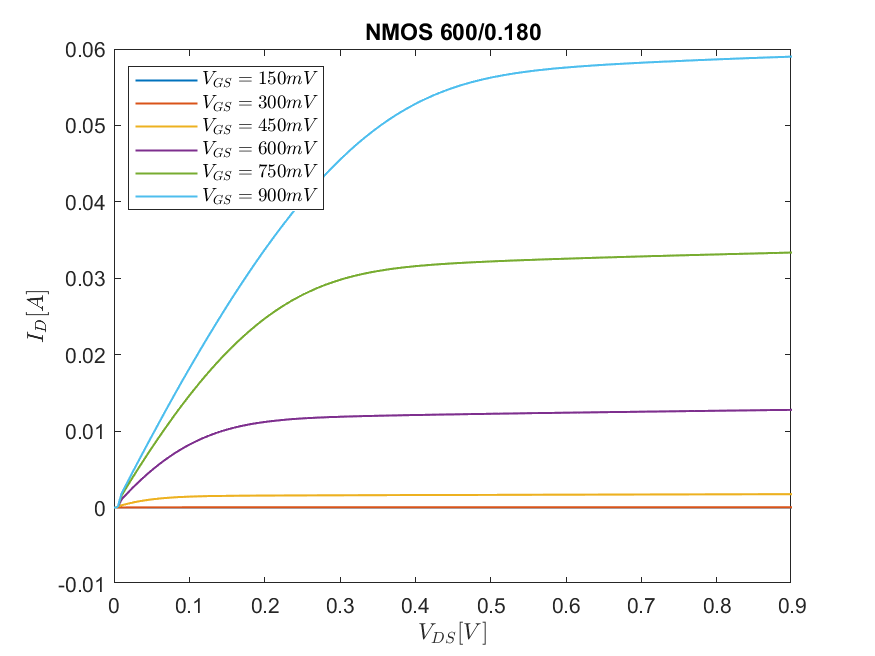 NMOS 600/0.180
0.06
0.05
0.04
0.03
0.02
0.01
0
-0.01
I_D[A]
V_GS = 150mV
V_GS = 300mV
V_GS = 450mV
V_GS = 600mV
V_GS = 750mV
V_GS = 900mV
0 0.1 0.2 0.3 0.4 0.5 0.6 0.7 0.8 0.9
V_DS[V]